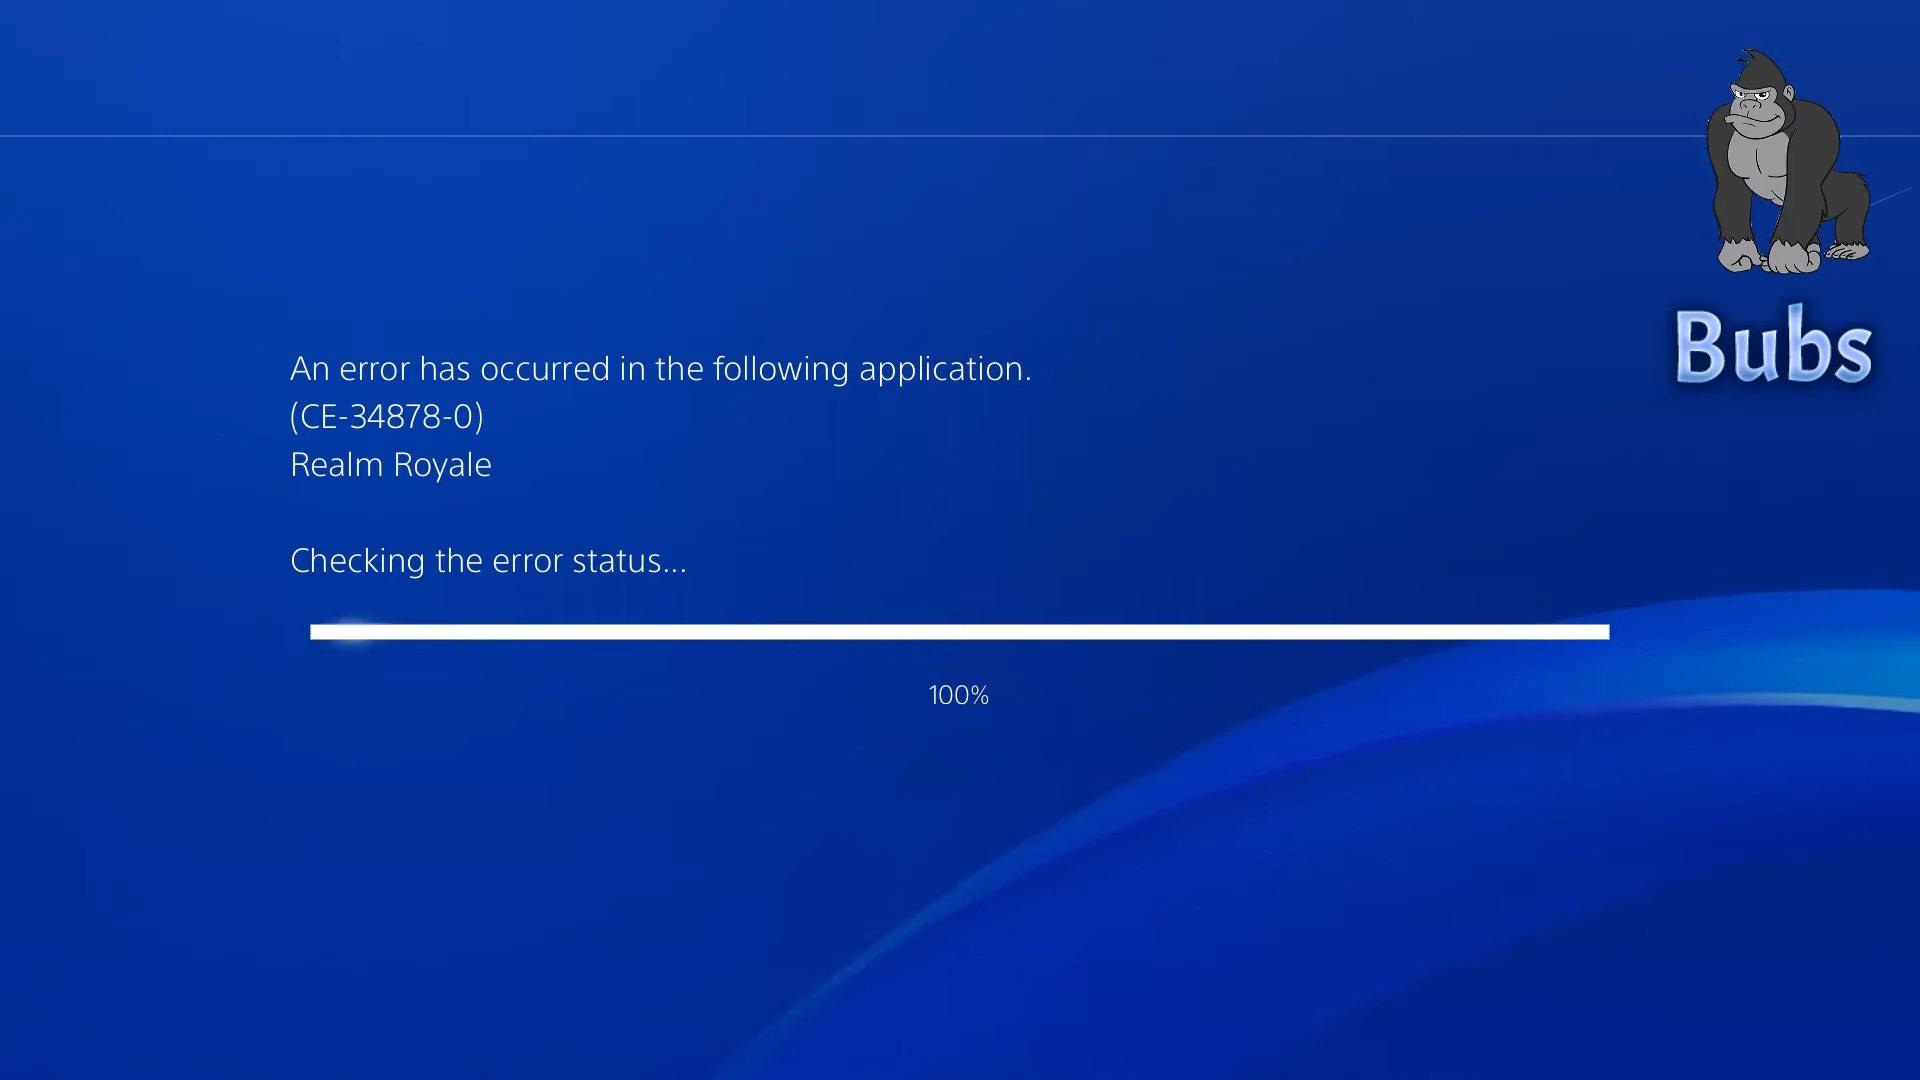 An error has occurred in the following application.
(CE-34878-0)
Realm Royale
Checking the error status...
100%
Bubs